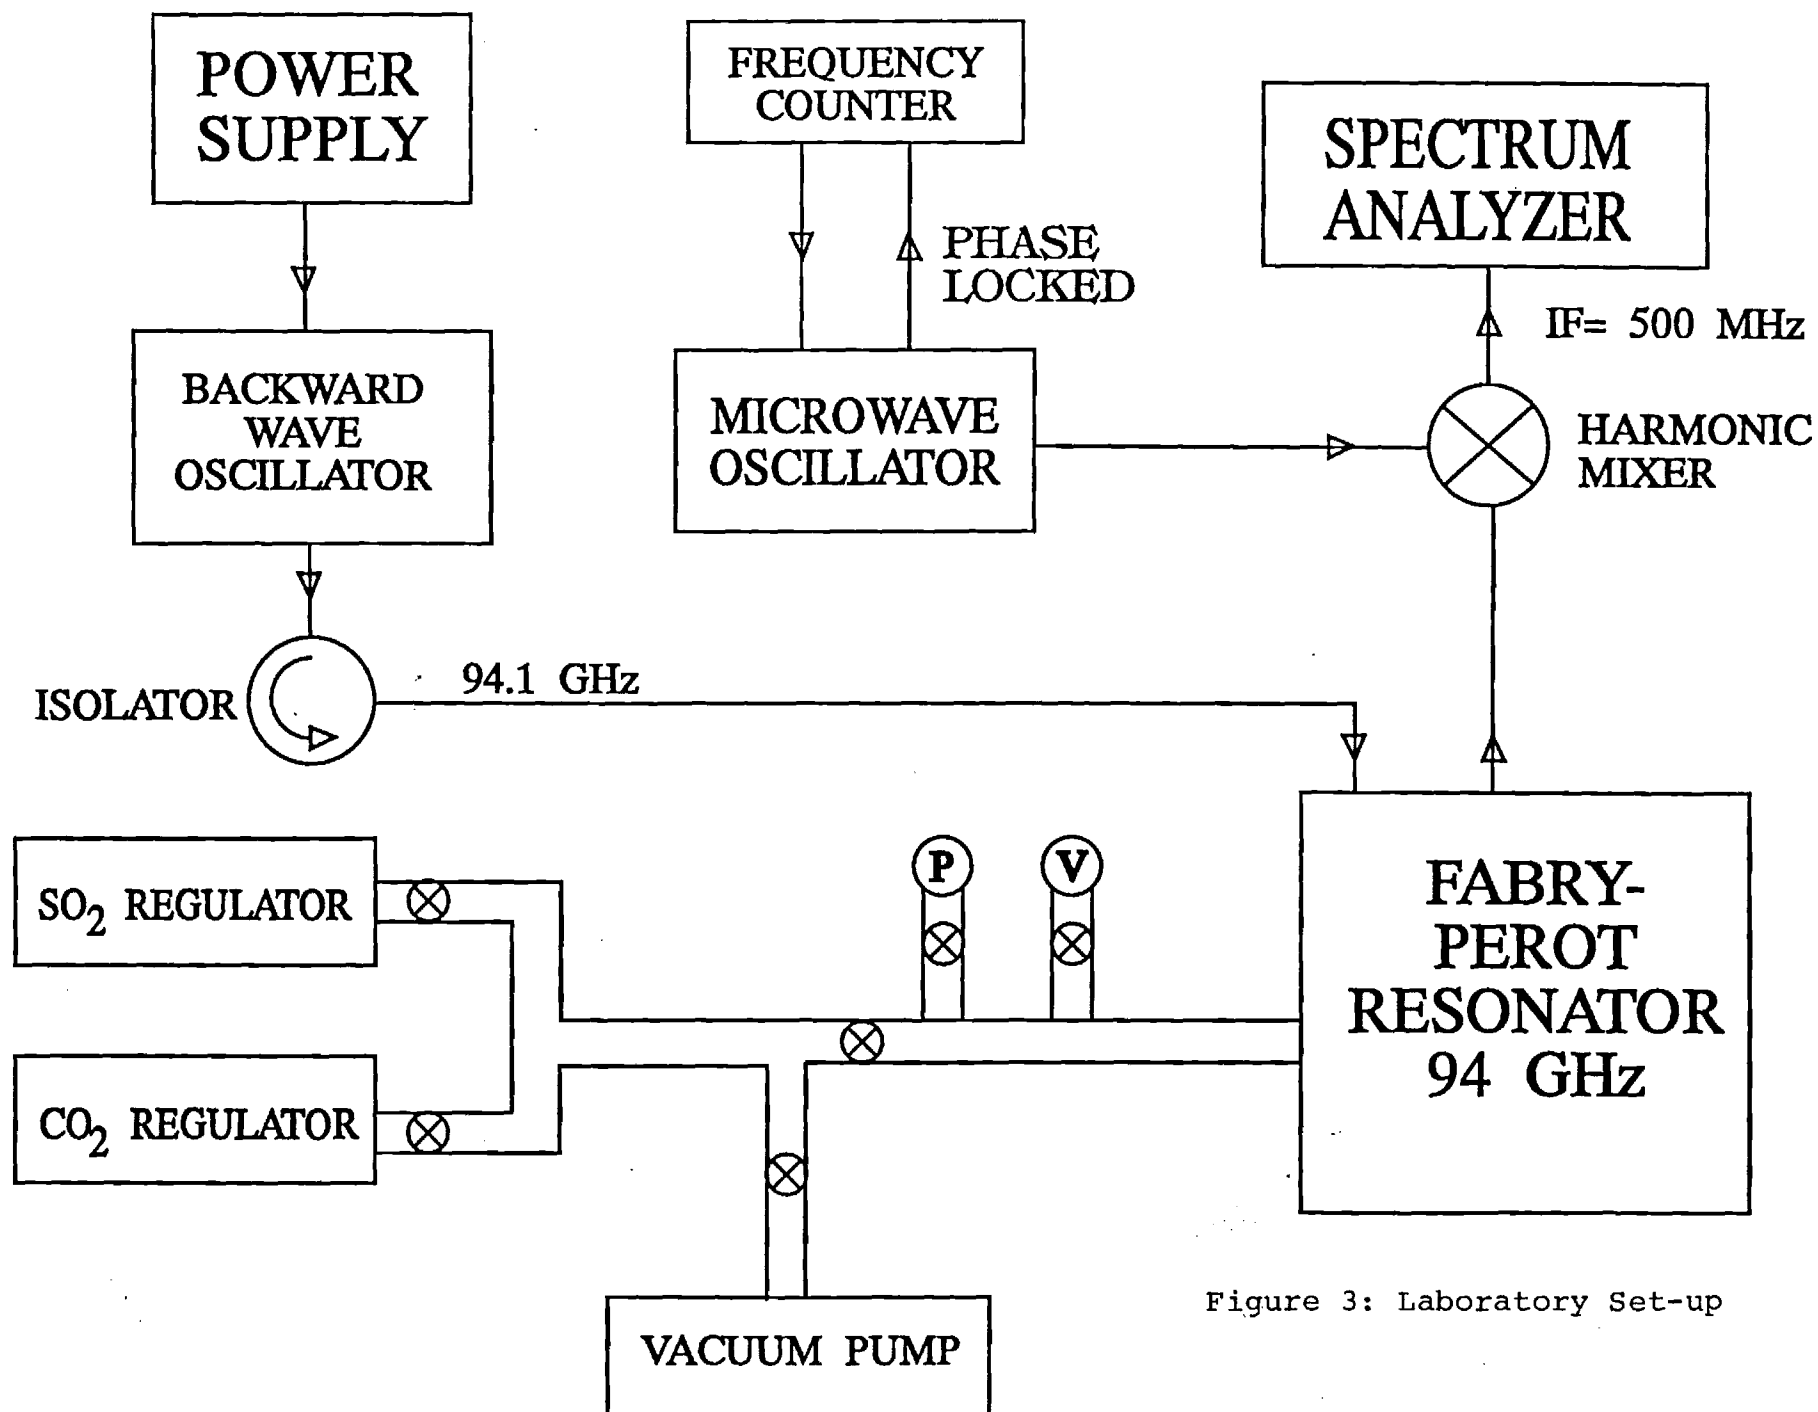 POWER
SUPPLY
FREQUENCY
COUNTER
SPECTRUM
ANALYZER
PHASE
LOCKED
IF= 500 MHz
BACKWARD
WAVE
OSCILLATOR
MICROWAVE
OSCILLATOR
HARMONIC
MIXER
ISOLATOR
94.1 GHz
SO2 REGULATOR
P
V
FABRY-
PEROT
RESONATOR
94 GHz
CO2 REGULATOR
VACUUM PUMP
Figure 3: Laboratory Set-up